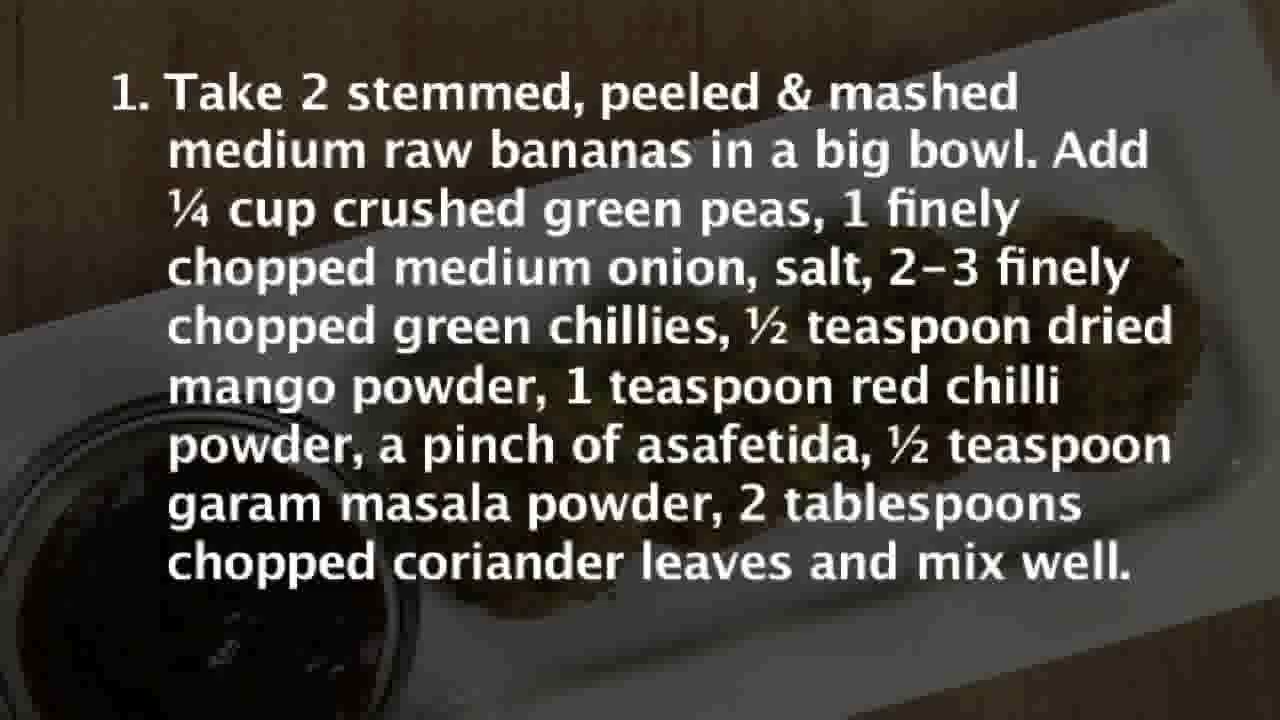 1. Take 2 stemmed, peeled & mashed
medium raw bananas in a big bowl. Add
¼ cup crushed green peas, 1 finely
chopped medium onion, salt, 2-3 finely
chopped green chillies, ½ teaspoon dried
mango powder, 1 teaspoon red chilli
powder, a pinch of asafetida, ½ teaspoon
garam masala powder, 2 tablespoons
chopped coriander leaves and mix well.